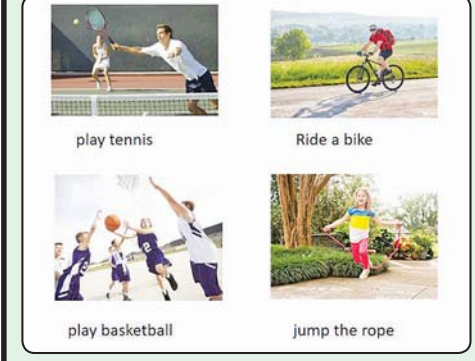 play tennis
Ride a bike
play basketball
jump the rope